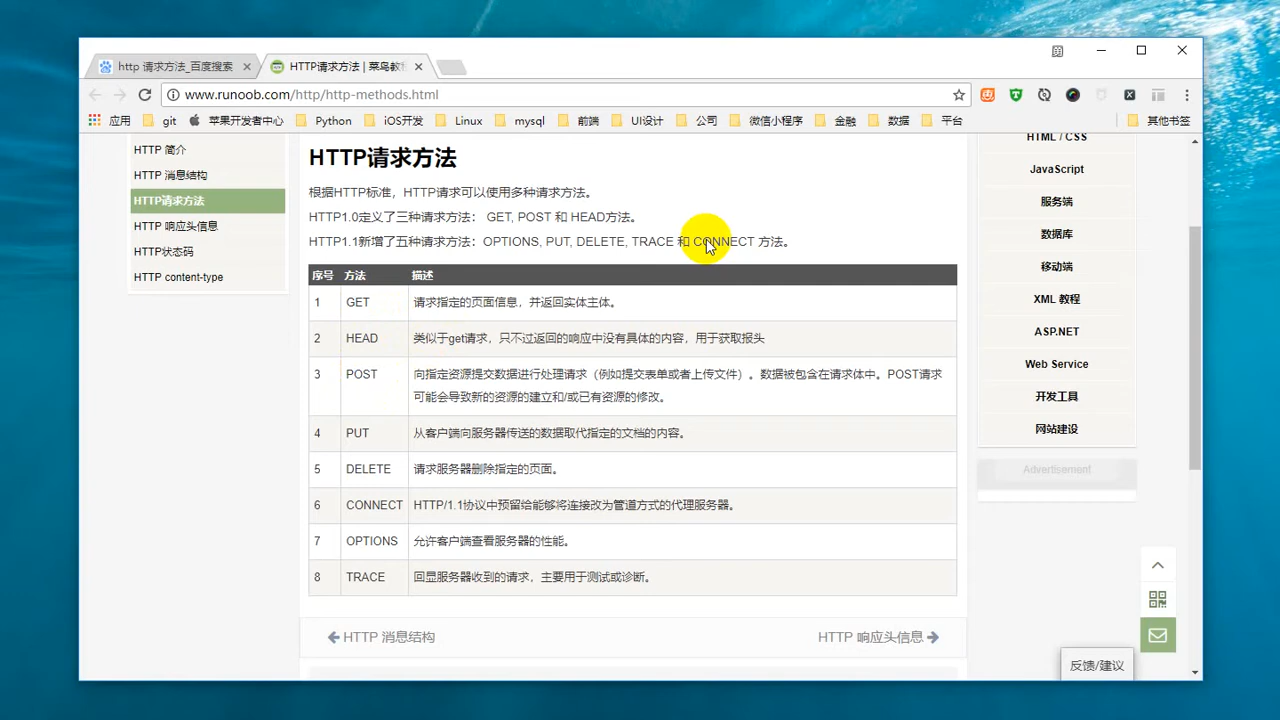 http 请求方法_百度搜索
HTTP请求方法 | 菜鸟教
www.runoob.com/http/http-methods.html
应用 git 苹果开发者中心 Python iOS开发 Linux mysql 前端 UI设计 公司 微信小程序 金融 数据 平台 其他书签
HTTP 简介
HTTP 消息结构
HTTP请求方法
HTTP 响应头信息
HTTP状态码
HTTP content-type
HTTP请求方法
根据HTTP标准，HTTP请求可以使用多种请求方法。
HTTP1.0定义了三种请求方法： GET, POST 和 HEAD方法。
HTTP1.1新增了五种请求方法：OPTIONS, PUT, DELETE, TRACE 和 CONNECT 方法。
序号 方法 描述
1 GET 请求指定的页面信息，并返回实体主体。
2 HEAD 类似于get请求，只不过返回的响应中没有具体的内容，用于获取报头
3 POST 向指定资源提交数据进行处理请求（例如提交表单或者上传文件）。数据被包含在请求体中。POST请求
可能会导致新的资源的建立和/或已有资源的修改。
4 PUT 从客户端向服务器传送的数据取代指定的文档的内容。
5 DELETE 请求服务器删除指定的页面。
6 CONNECT HTTP/1.1协议中预留给能够将连接改为管道方式的代理服务器。
7 OPTIONS 允许客户端查看服务器的性能。
8 TRACE 回显服务器收到的请求，主要用于测试或诊断。
HTTP 消息结构
HTTP 响应头信息
HTML / CSS
JavaScript
服务端
数据库
移动端
XML 教程
ASP.NET
Web Service
开发工具
网站建设
Advertisement
反馈/建议